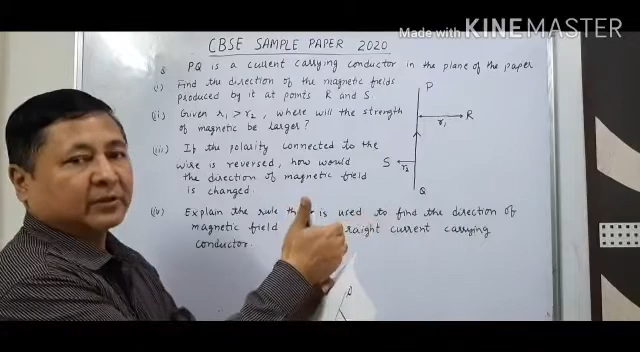 Made with KINEMASTER
CBSE SAMPLE PAPER 2020
Q PQ is a current carrying conductor in the plane of the paper
(i) Find the direction of the magnetic fields
produced by it at points R and S.
(ii) Given r₁ > r₂, where will the strength
of magnetic be larger?
(iii) If the polarity connected to the
wire is reversed, how would
the direction of magnetic field
is changed.
(iv) Explain the rule is used to find the direction of
magnetic field straight current carrying
conductor.
P
R
r₁
S
r₂
Q
A